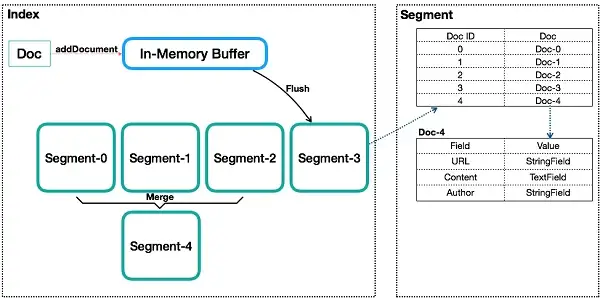 Index
Doc
addDocument
In-Memory Buffer
Flush
Segment-0
Segment-1
Segment-2
Segment-3
Merge
Segment-4
Segment
Doc ID Doc
0 Doc-0
1 Doc-1
2 Doc-2
3 Doc-3
4 Doc-4
Doc-4
Field Value
URL StringField
Content TextField
Author StringField